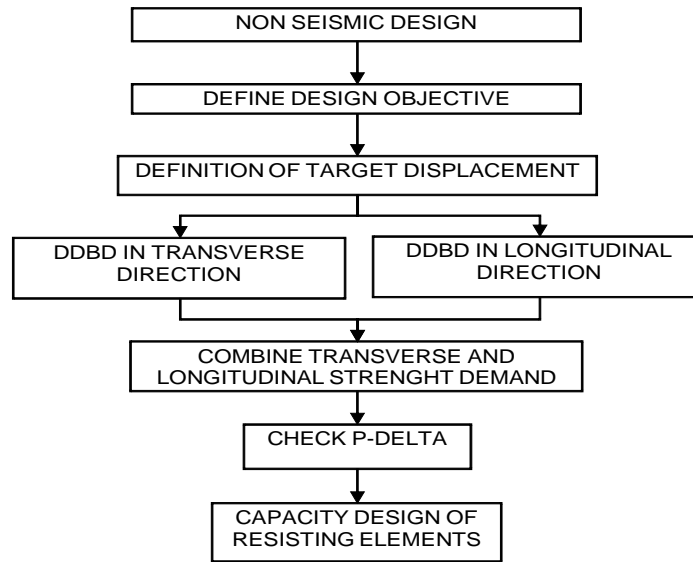 NON SEISMIC DESIGN
DEFINE DESIGN OBJECTIVE
DEFINITION OF TARGET DISPLACEMENT
DDBD IN TRANSVERSE
DIRECTION
DDBD IN LONGITUDINAL
DIRECTION
COMBINE TRANSVERSE AND
LONGITUDINAL STRENGHT DEMAND
CHECK P-DELTA
CAPACITY DESIGN OF
RESISTING ELEMENTS